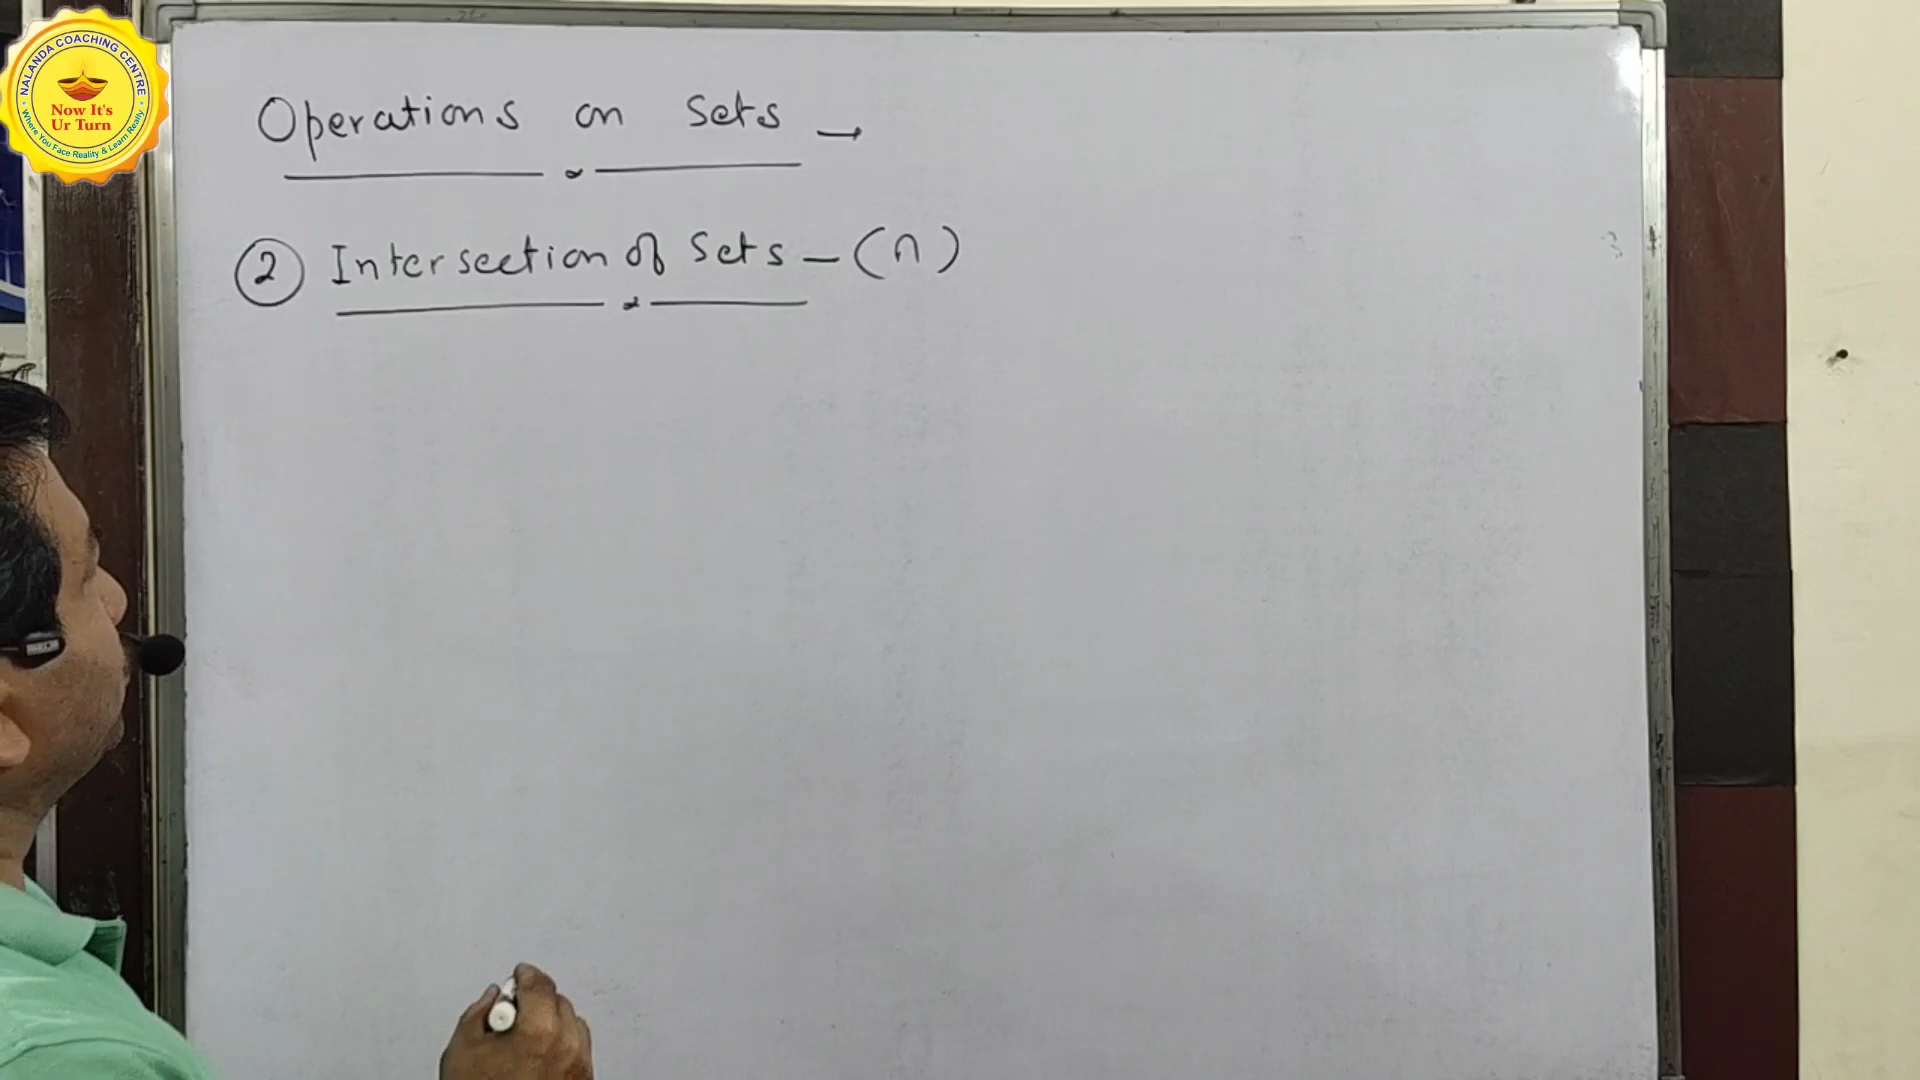 NALANDA COACHING CENTRE
Now It's
Ur Turn
Where You Face Reality & Learn Really
Operations on Sets →
② Intersection of Sets - (∩)